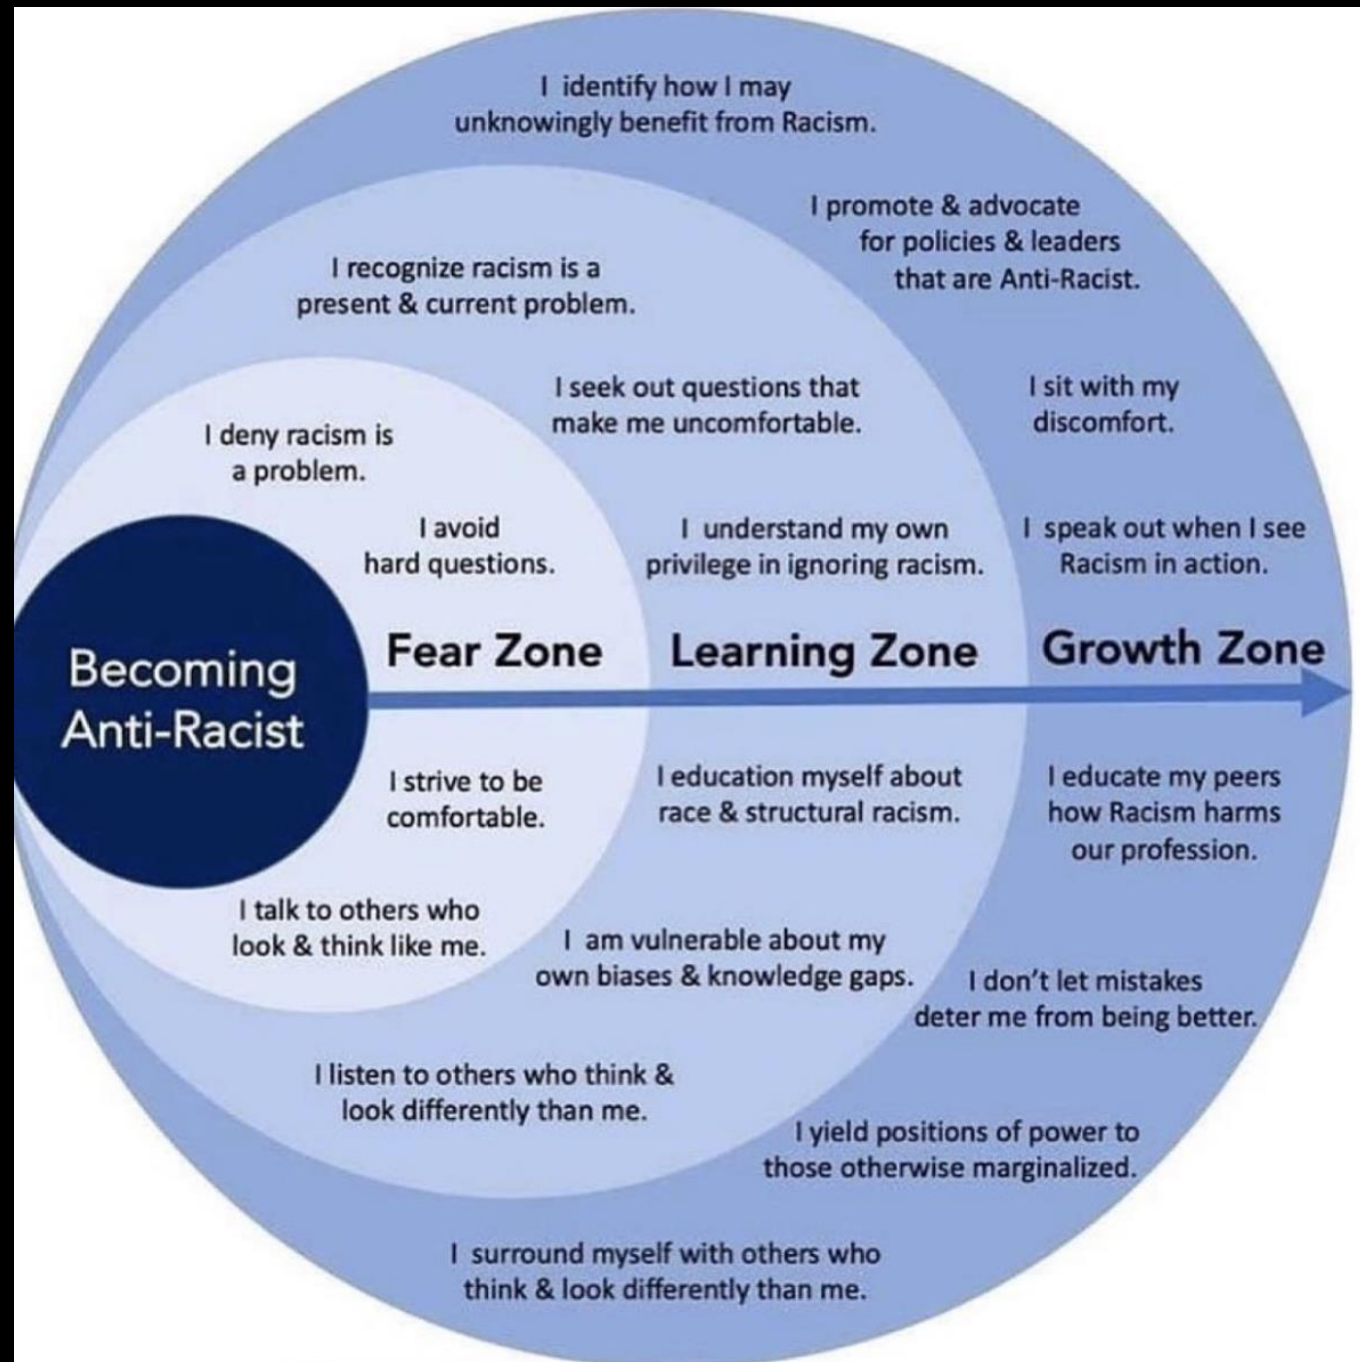 I identify how I may
unknowingly benefit from Racism.
I promote & advocate
for policies & leaders
that are Anti-Racist.
I recognize racism is a
present & current problem.
I seek out questions that
make me uncomfortable.
I sit with my
discomfort.
I deny racism is
a problem.
I avoid
hard questions.
I understand my own
privilege in ignoring racism.
I speak out when I see
Racism in action.
Becoming
Anti-Racist
Fear Zone
Learning Zone
Growth Zone
I strive to be
comfortable.
I education myself about
race & structural racism.
I educate my peers
how Racism harms
our profession.
I talk to others who
look & think like me.
I am vulnerable about my
own biases & knowledge gaps.
I don't let mistakes
deter me from being better.
I listen to others who think &
look differently than me.
I yield positions of power to
those otherwise marginalized.
I surround myself with others who
think & look differently than me.